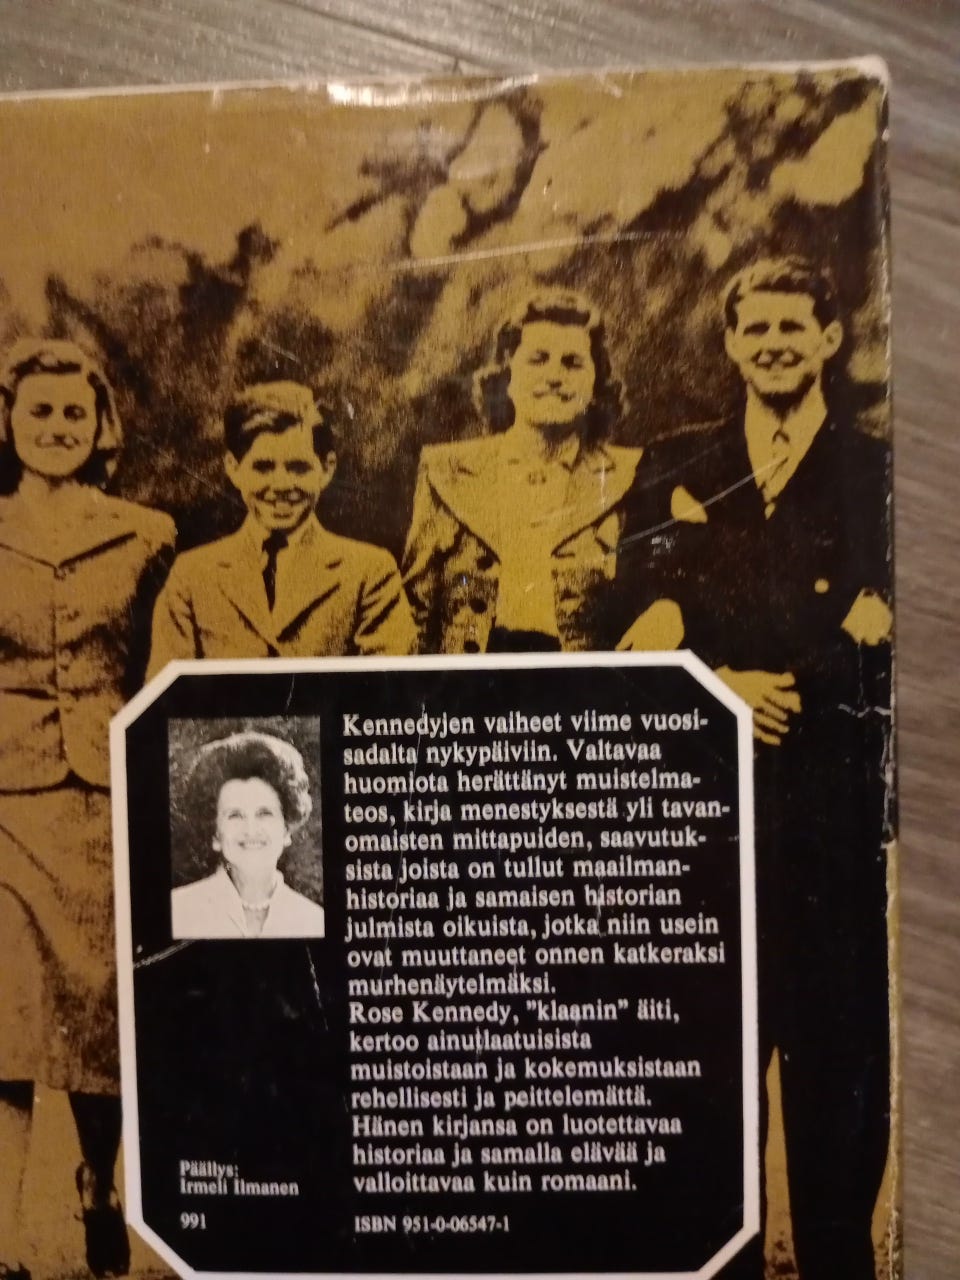 Kennedyjen vaiheet viime vuosi-
sadalta nykypäiviin. Valtavaa
huomiota herättänyt muistelma-
teos, kirja menestyksestä yli tavan-
omaisten mittapuiden, saavutuk-
sista joista on tullut maailman-
historiaa ja samaisen historian
julmista oikuista, jotka niin usein
ovat muuttaneet onnen katkeraksi
murhenäytelmäksi.
Rose Kennedy, ”klaanin” äiti,
kertoo ainutlaatuisista
muistoistaan ja kokemuksistaan
rehellisesti ja peittelemättä.
Hänen kirjansa on luotettavaa
historiaa ja samalla elävää ja
valloittavaa kuin romaani.
Päällys:
Irmeli Ilmanen
991
ISBN 951-0-06547-1